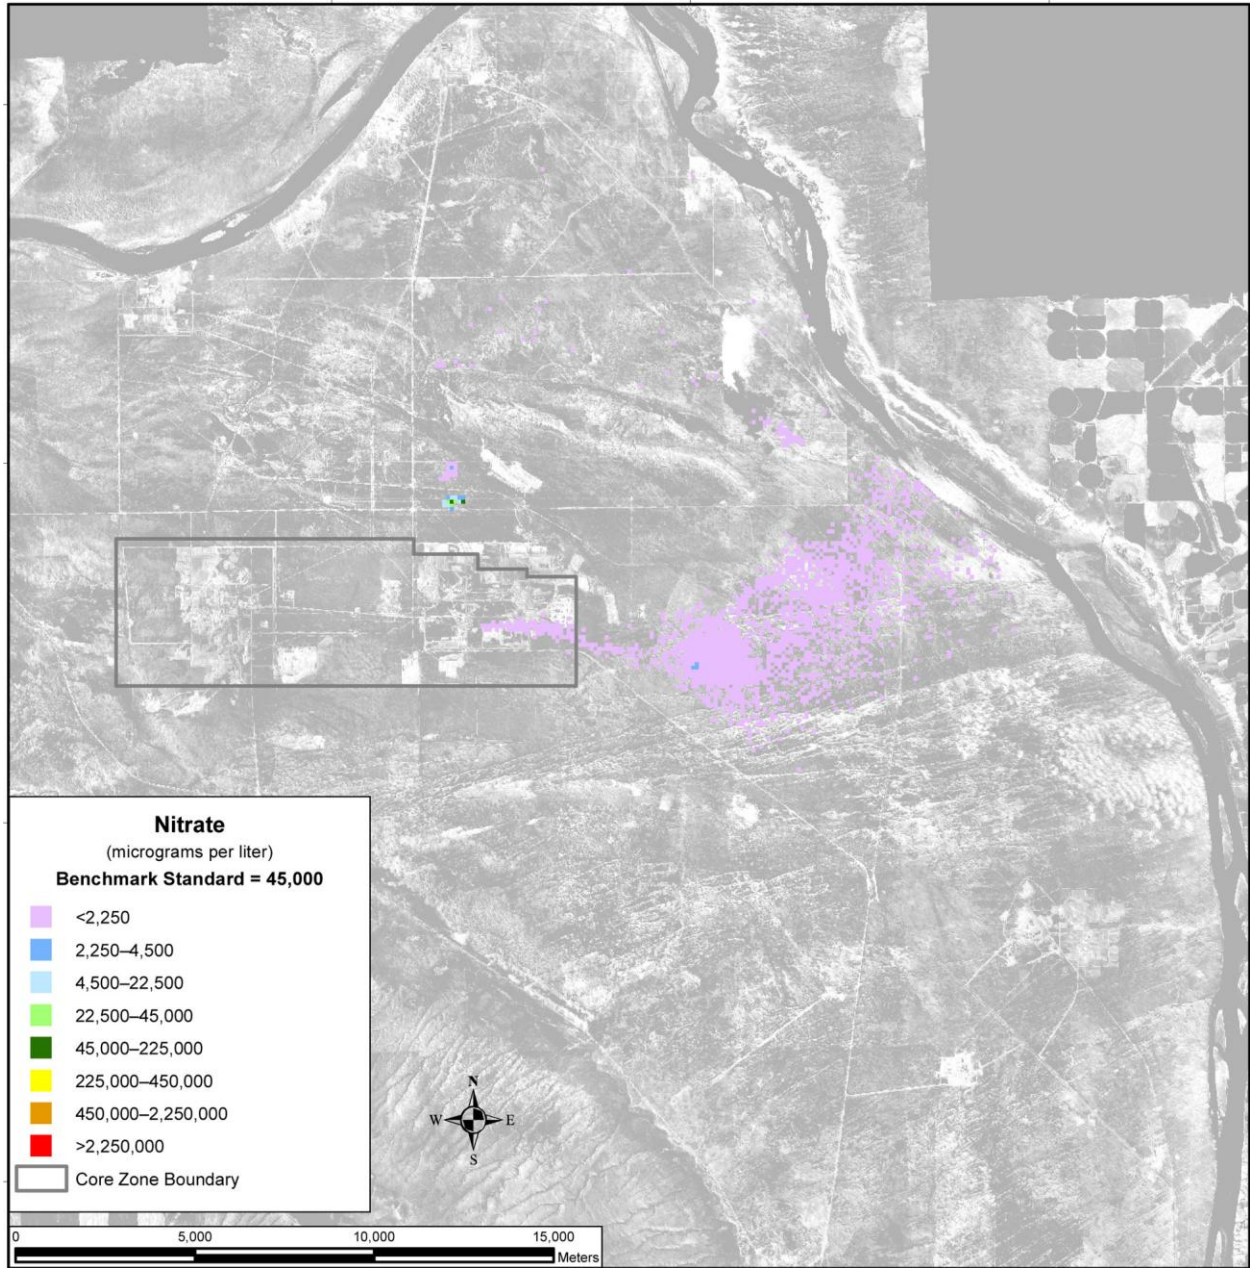 Nitrate
(micrograms per liter)
Benchmark Standard = 45,000
<2,250
2,250–4,500
4,500–22,500
22,500–45,000
45,000–225,000
225,000–450,000
450,000–2,250,000
>2,250,000
Core Zone Boundary
N
W E
S
0 5,000 10,000 15,000
Meters